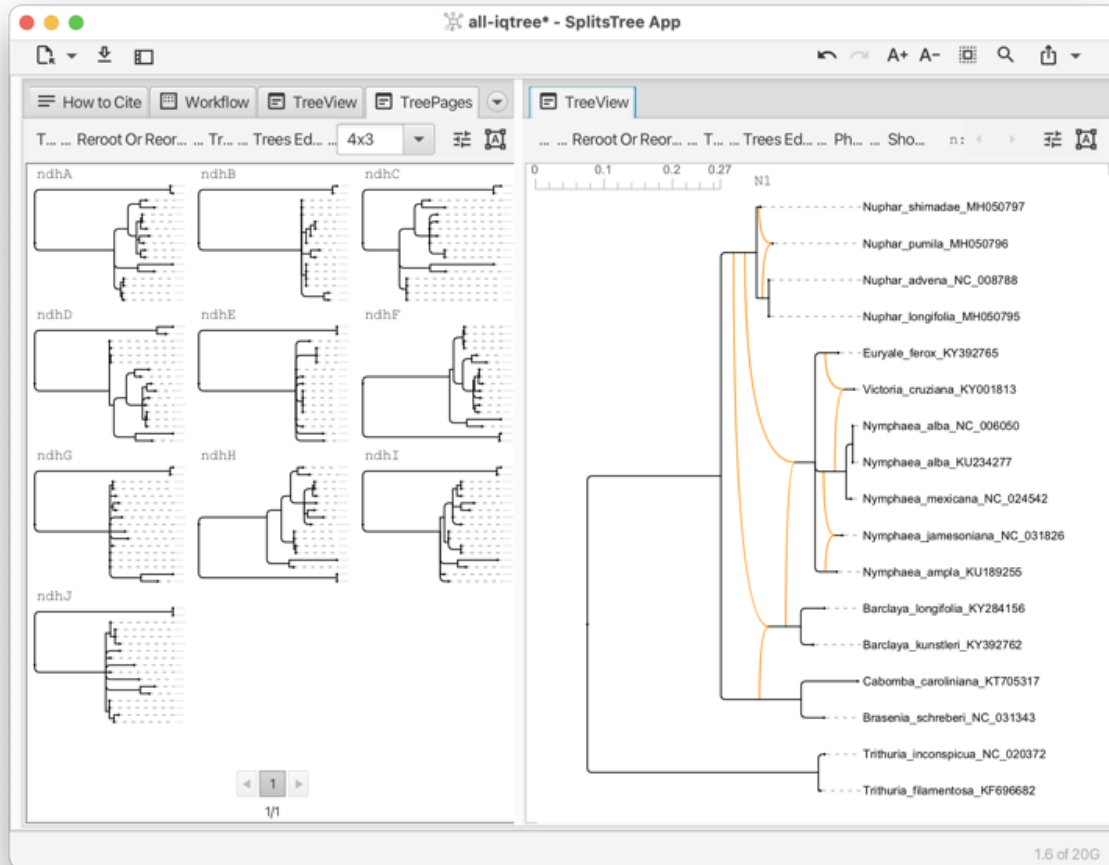 all-iqtree* - SplitsTree App
A+ A-
How to Cite Workflow TreeView TreePages
T... ... Reroot Or Reor... ... Tr... ... Trees Ed... ... 4x3
ndhA ndhB ndhC
ndhD ndhE ndhF
ndhG ndhH ndhI
ndhJ
1
1/1
TreeView
... ... Reroot Or Reor... ... T... ... Trees Ed... ... Ph... ... Sho... n:
0 0.1 0.2 0.27
N1
Nuphar_shimadae_MH050797
Nuphar_pumila_MH050796
Nuphar_advena_NC_008788
Nuphar_longifolia_MH050795
Euryale_ferox_KY392765
Victoria_cruziana_KY001813
Nymphaea_alba_NC_006050
Nymphaea_alba_KU234277
Nymphaea_mexicana_NC_024542
Nymphaea_jamesoniana_NC_031826
Nymphaea_ampla_KU189255
Barclaya_longifolia_KY284156
Barclaya_kunstleri_KY392762
Cabomba_caroliniana_KT705317
Brasenia_schreberi_NC_031343
Trithuria_inconspicua_NC_020372
Trithuria_filamentosa_KF696682
1.6 of 20G